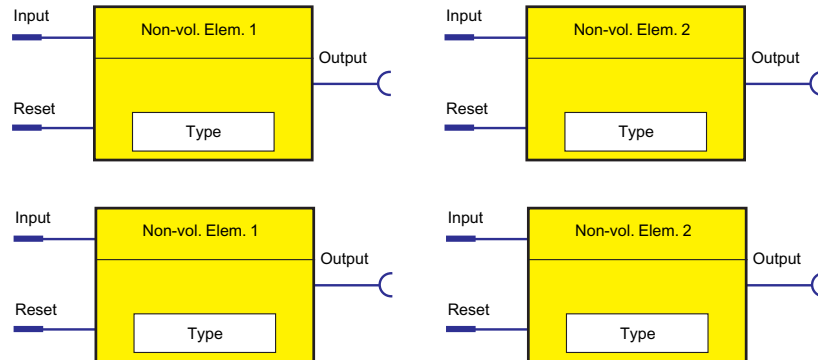 Input
Non-vol. Elem. 1
Output
Reset
Type
Input
Non-vol. Elem. 2
Output
Reset
Type
Input
Non-vol. Elem. 1
Output
Reset
Type
Input
Non-vol. Elem. 2
Output
Reset
Type